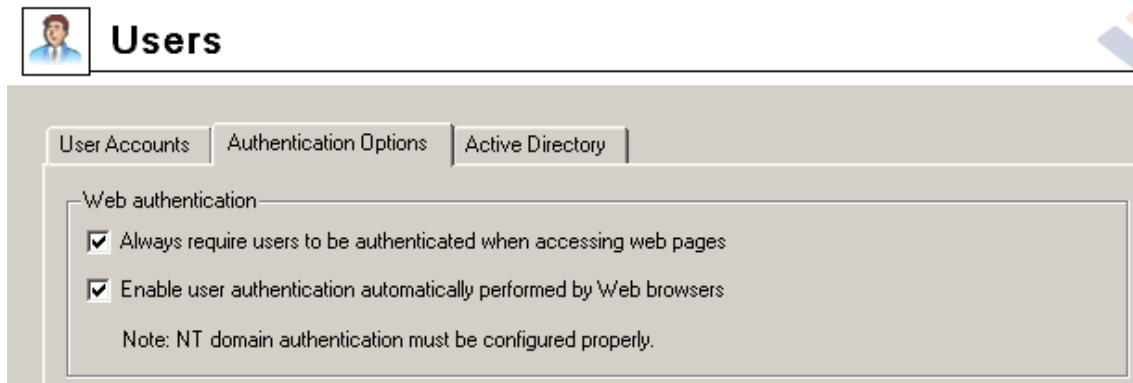 Users
User Accounts Authentication Options Active Directory
Web authentication
Always require users to be authenticated when accessing web pages
Enable user authentication automatically performed by Web browsers
Note: NT domain authentication must be configured properly.